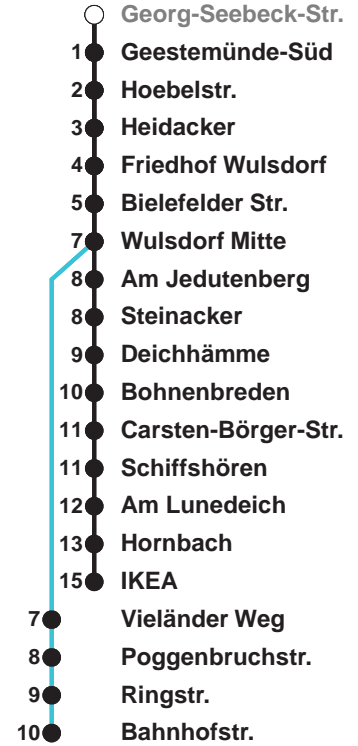 Georg-Seebeck-Str.
1 Geestemünde-Süd
2 Hoebelstr.
3 Heidacker
4 Friedhof Wulsdorf
5 Bielefelder Str.
7 Wulsdorf Mitte
8 Am Jedutenberg
8 Steinacker
9 Deichhämme
10 Bohnenbreden
11 Carsten-Börger-Str.
11 Schiffshören
12 Am Lunedeich
13 Hornbach
15 IKEA
7 Vieländer Weg
8 Poggenbruchstr.
9 Ringstr.
10 Bahnhofstr.